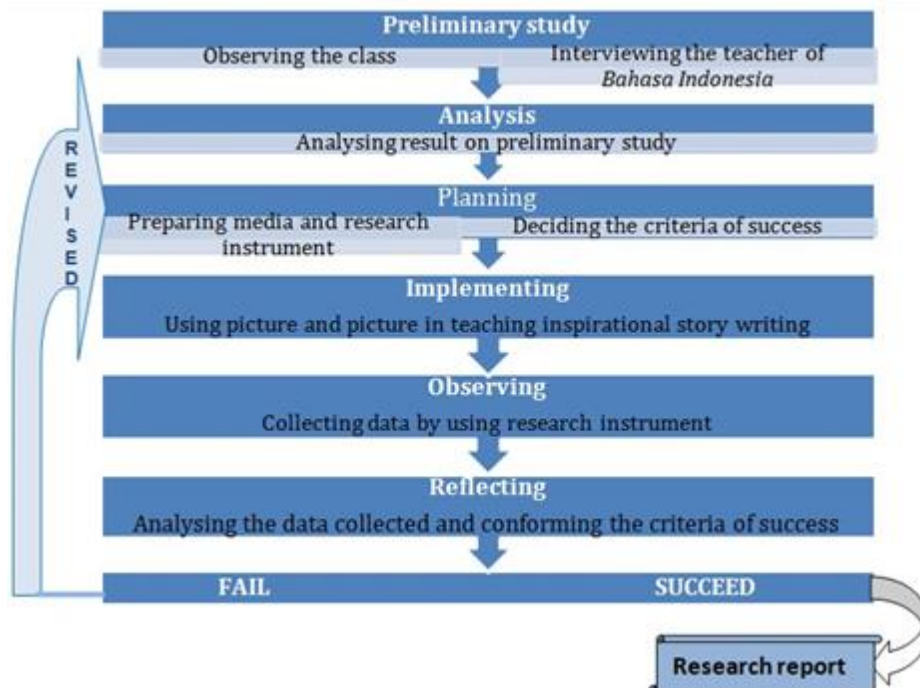 Preliminary study
Observing the class
Interviewing the teacher of
Bahasa Indonesia
Analysis
Analysing result on preliminary study
REVISED
Planning
Preparing media and research
instrument
Deciding the criteria of success
Implementing
Using picture and picture in teaching inspirational story writing
Observing
Collecting data by using research instrument
Reflecting
Analysing the data collected and conforming the criteria of success
FAIL
SUCCEED
Research report